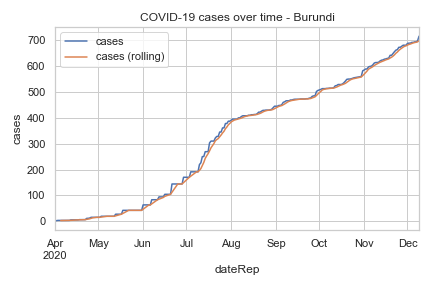 COVID-19 cases over time - Burundi
cases
cases (rolling)
700
600
500
400
300
200
100
0
cases
Apr May Jun Jul Aug Sep Oct Nov Dec
2020
dateRep